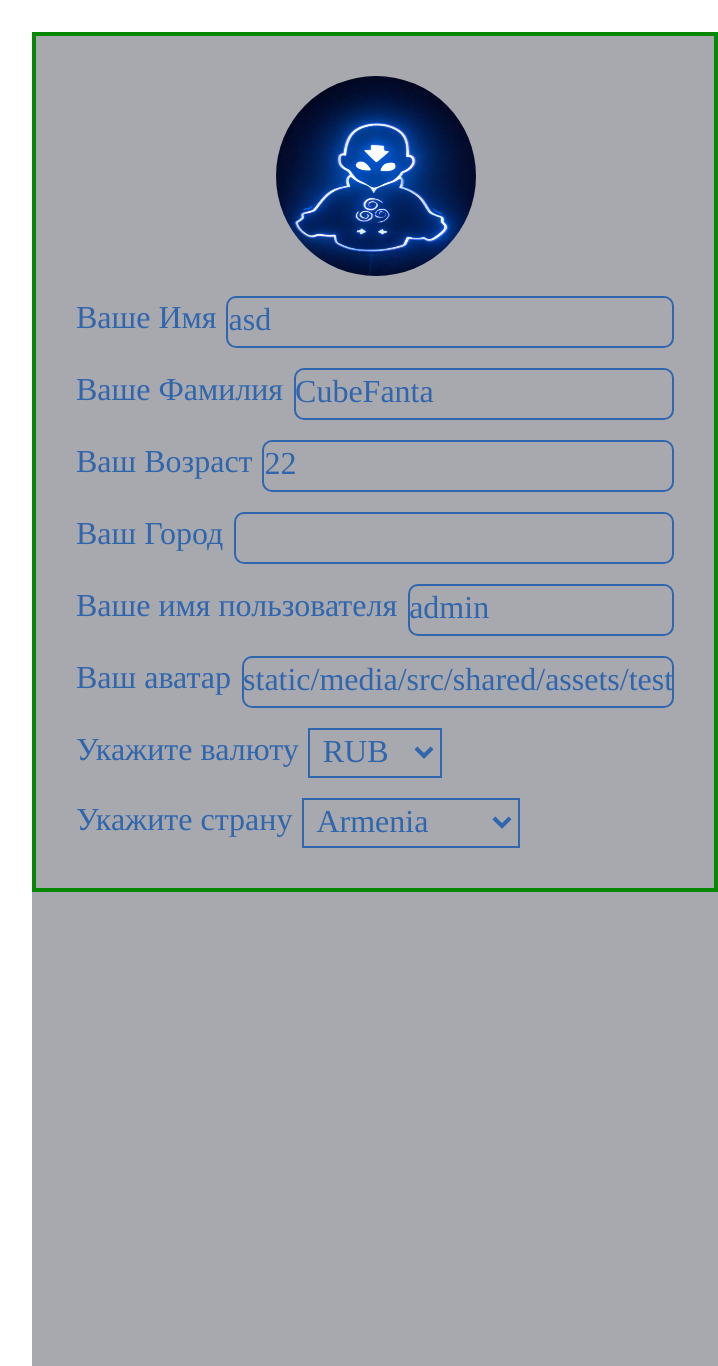 Ваше Имя asd
Ваше Фамилия CubeFanta
Ваш Возраст 22
Ваш Город
Ваше имя пользователя admin
Ваш аватар static/media/src/shared/assets/test
Укажите валюту RUB
Укажите страну Armenia